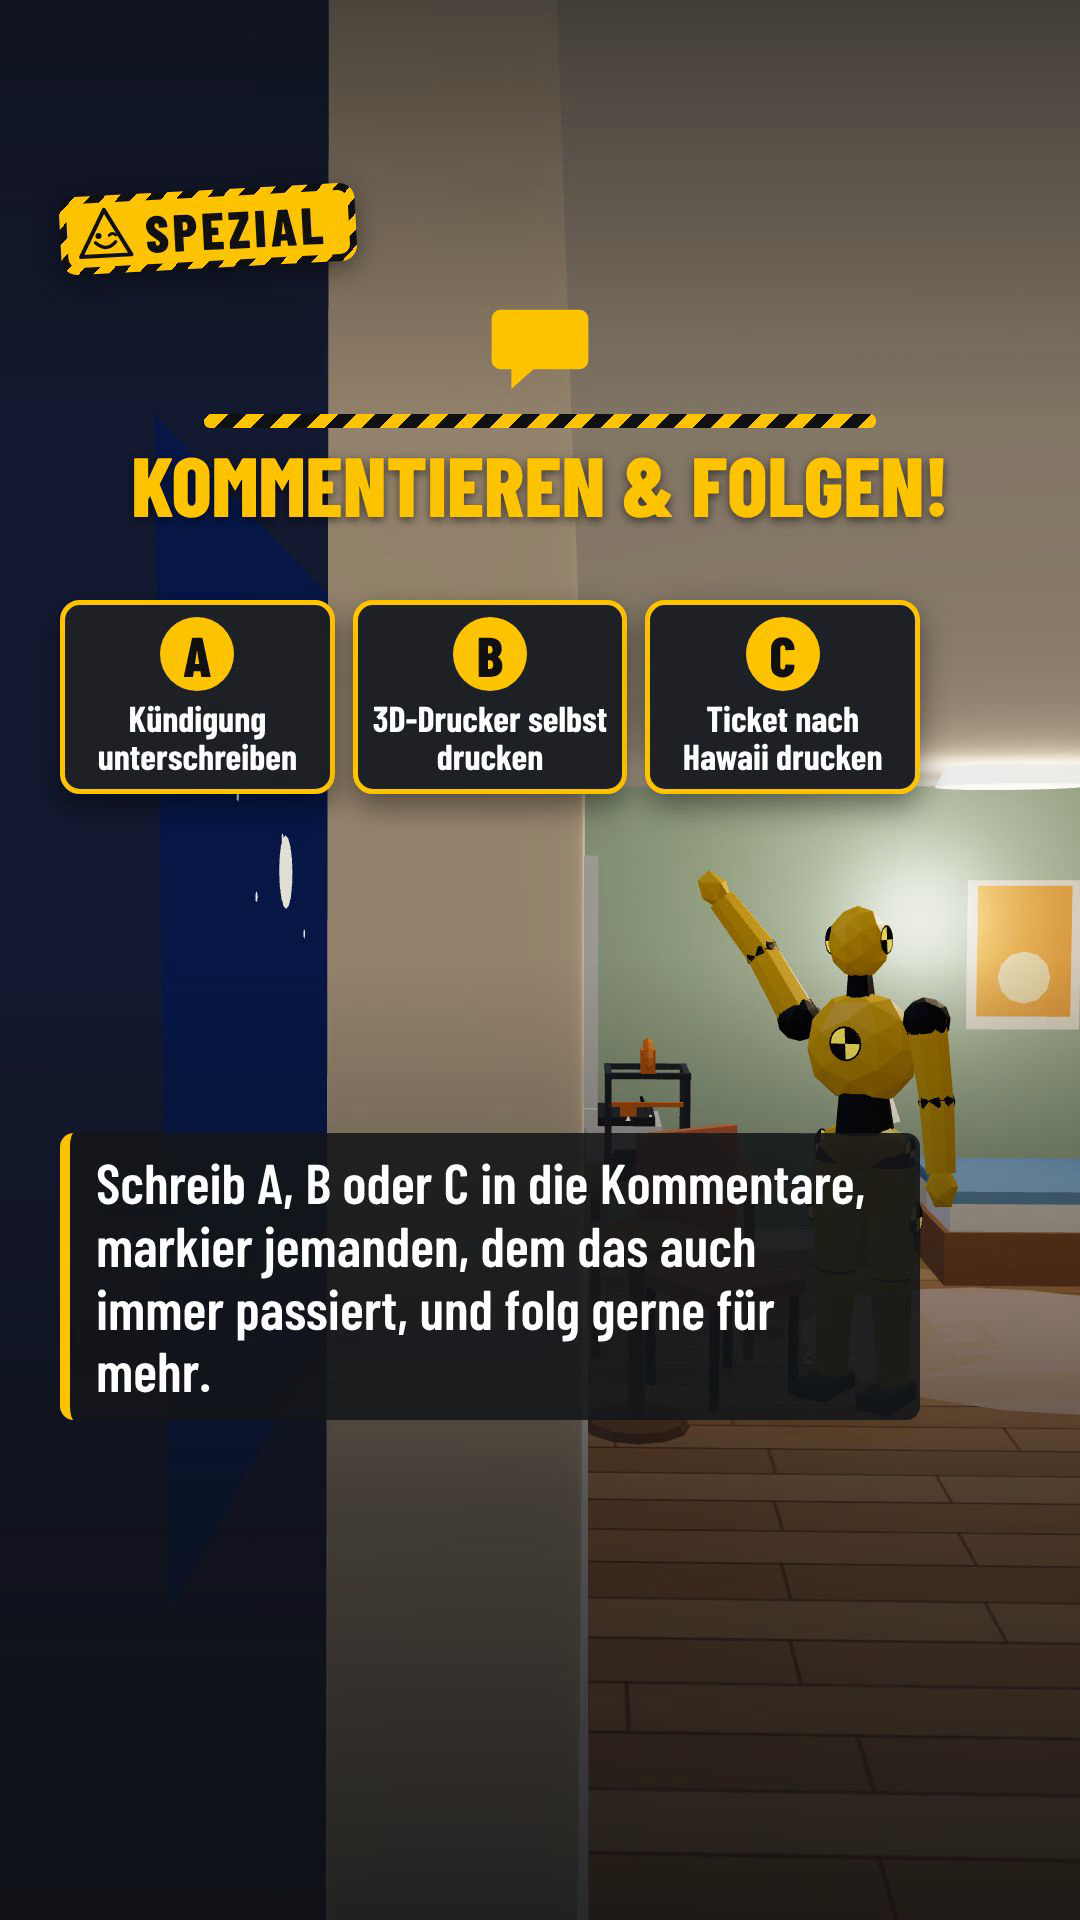 SPEZIAL
KOMMENTIEREN & FOLGEN!
A
Kündigung
unterschreiben
B
3D-Drucker selbst
drucken
C
Ticket nach
Hawaii drucken
Schreib A, B oder C in die Kommentare,
markier jemanden, dem das auch
immer passiert, und folg gerne für
mehr.